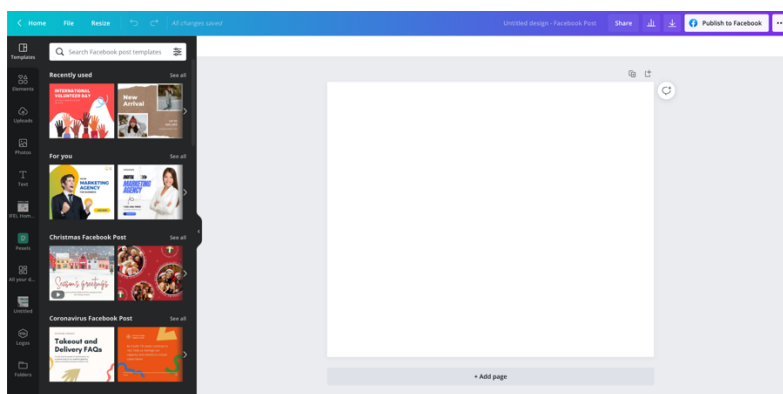 Home File Resize All changes saved Untitled design - Facebook Post Share Publish to Facebook
Templates
Elements
Uploads
Photos
Text
Pexels
All your d...
Untitled
Logos
Folders
Search Facebook post templates
Recently used See all
INTERNATIONAL
VOLUNTEER DAY
New
Arrival
For you See all
MARKETING
AGENCY
MARKETING
AGENCY
Christmas Facebook Post See all
Season's greetings
Coronavirus Facebook Post See all
Takeout and
Delivery FAQs
+ Add page